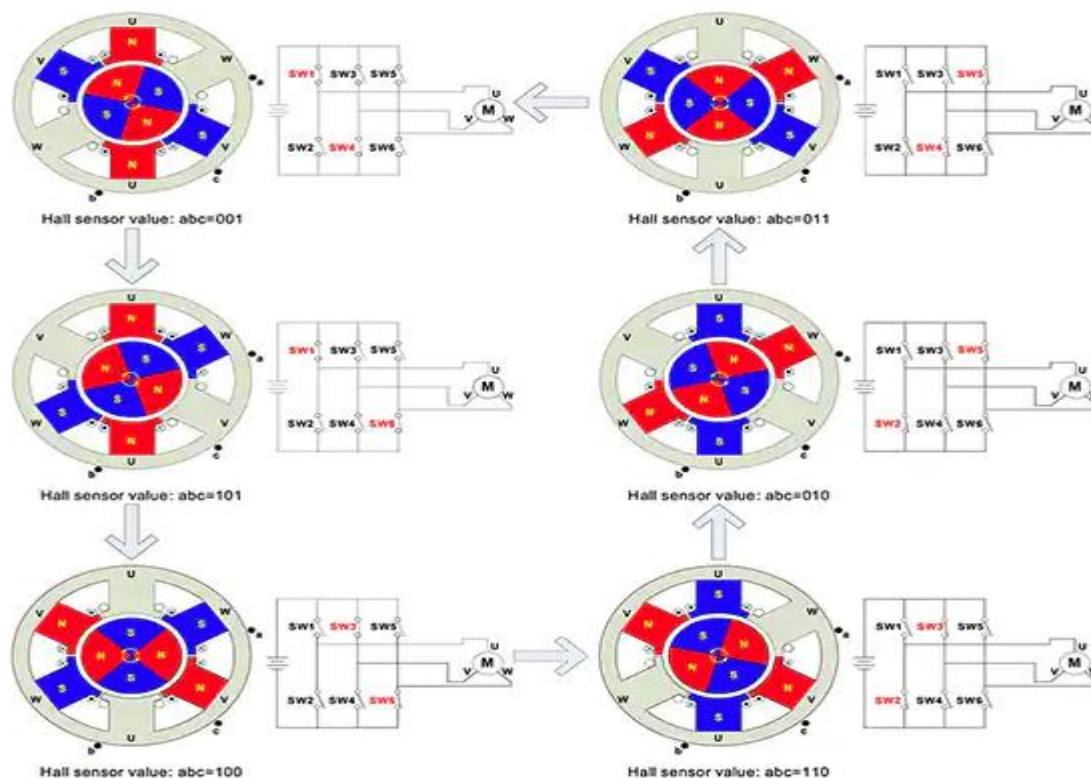 U
V W
N
S
N S
S N
S
N
W V
U
a
b
c
SW1 SW3 SW5
SW2 SW4 SW6
U
M
V W
Hall sensor value: abc=001
U
V W
S
N
N
S S
N
N
S
W V
U
a
b
c
SW1 SW3 SW5
SW2 SW4 SW6
U
M
V W
Hall sensor value: abc=011
U
V W
N
S
S
N N
S
S
N
W V
U
a
b
c
SW1 SW3 SW5
SW2 SW4 SW6
U
M
V W
Hall sensor value: abc=101
U
V W
S
N
N
S S
N
N
S
W V
U
a
b
c
SW1 SW3 SW5
SW2 SW4 SW6
U
M
V W
Hall sensor value: abc=010
U
V W
N S
S
N N
S
S N
W V
U
a
b
c
SW1 SW3 SW5
SW2 SW4
U
M
V W
Hall sensor value: abc=100
U
V W
S
N
S N
N S
N
S
W V
U
a
b
c
SW1 SW3 SW5
SW2 SW4 SW6
U
M
V W
Hall sensor value: abc=110